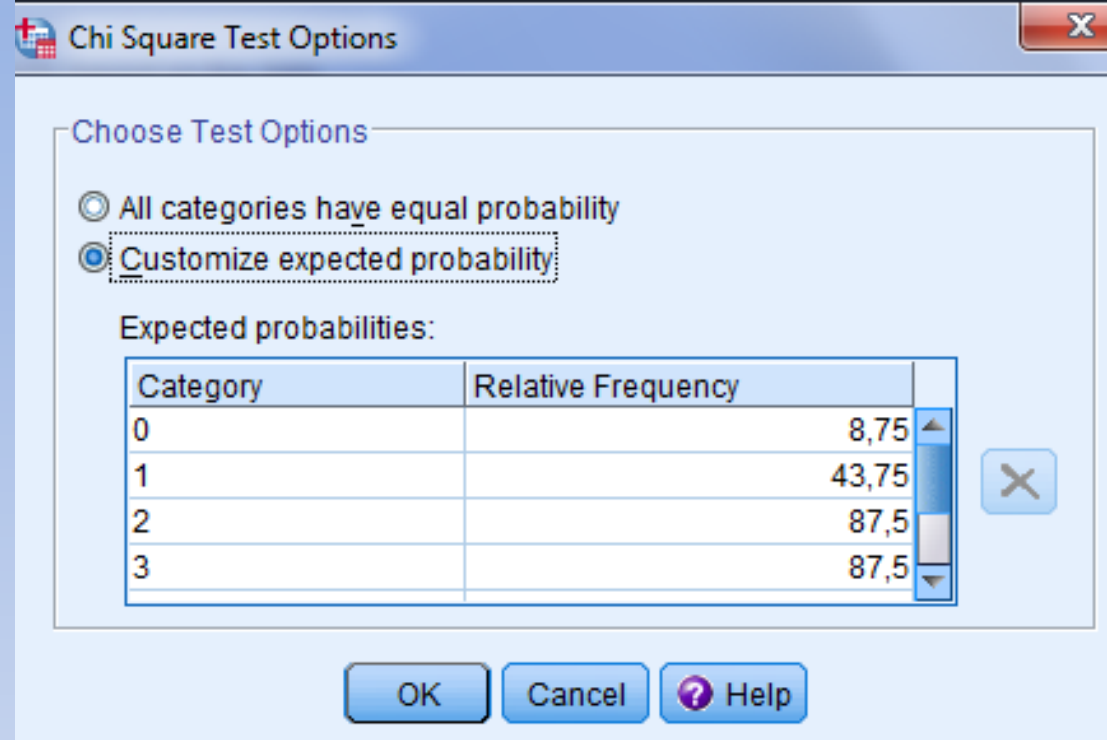 Chi Square Test Options
Choose Test Options
All categories have equal probability
Customize expected probability
Expected probabilities:
Category Relative Frequency
0 8,75
1 43,75
2 87,5
3 87,5
OK Cancel Help